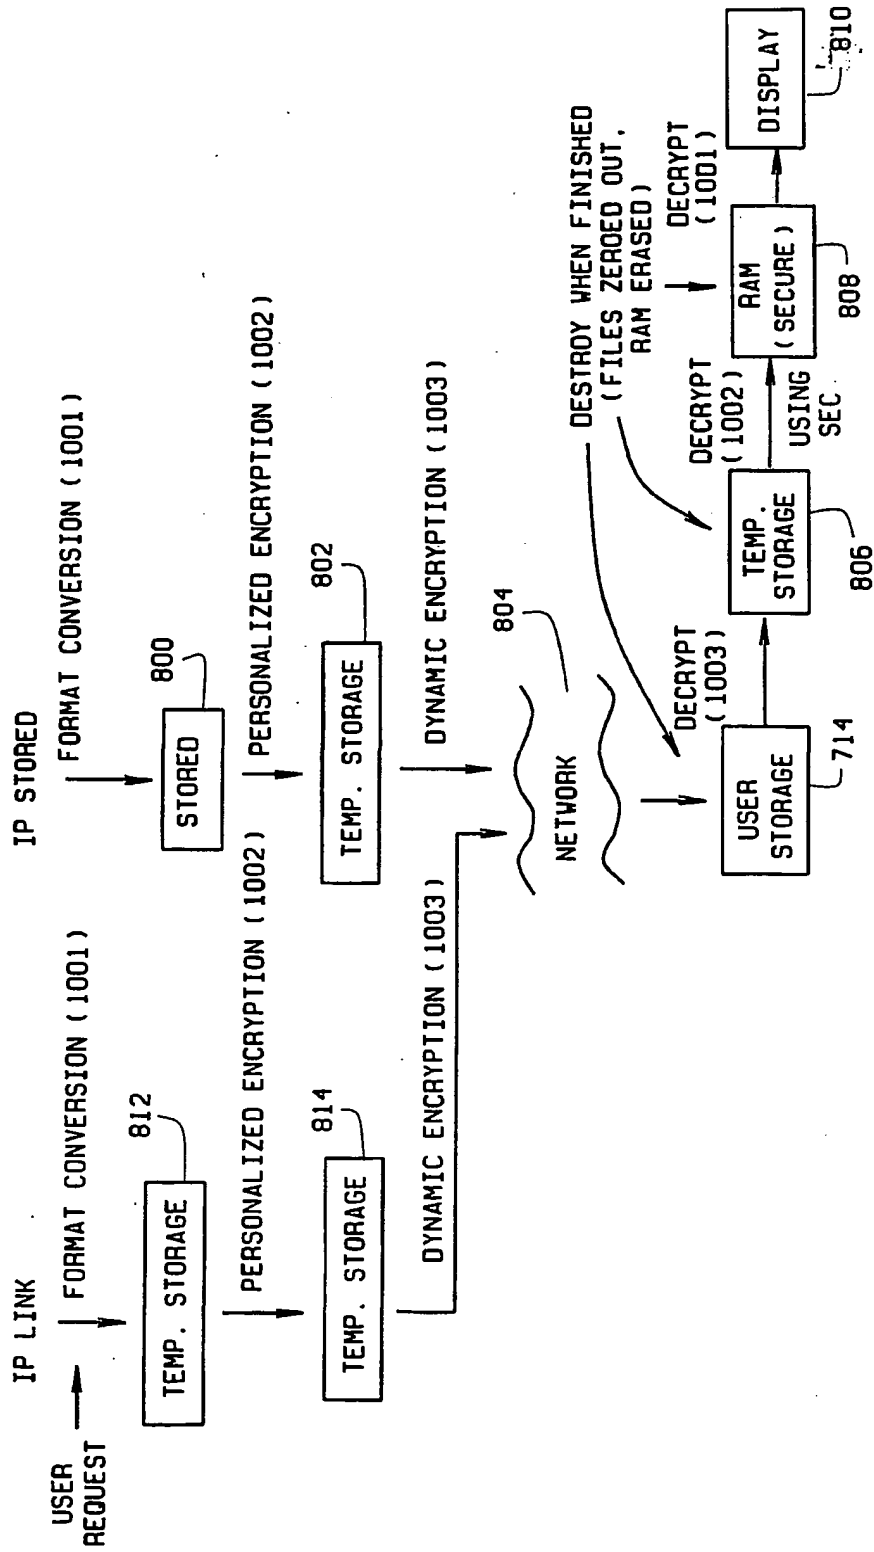 USER
REQUEST
IP LINK
FORMAT CONVERSION (1001)
812
TEMP. STORAGE
PERSONALIZED ENCRYPTION (1002)
814
TEMP. STORAGE
DYNAMIC ENCRYPTION (1003)
IP STORED
FORMAT CONVERSION (1001)
800
STORED
PERSONALIZED ENCRYPTION (1002)
802
TEMP. STORAGE
DYNAMIC ENCRYPTION (1003)
804
NETWORK
DESTROY WHEN FINISHED
(FILES ZEROED OUT,
RAM ERASED)
USER
STORAGE
714
DECRYPT
(1003)
TEMP.
STORAGE
806
DECRYPT
(1002)
USING
SEC
RAM
(SECURE)
808
DECRYPT
(1001)
DISPLAY
810